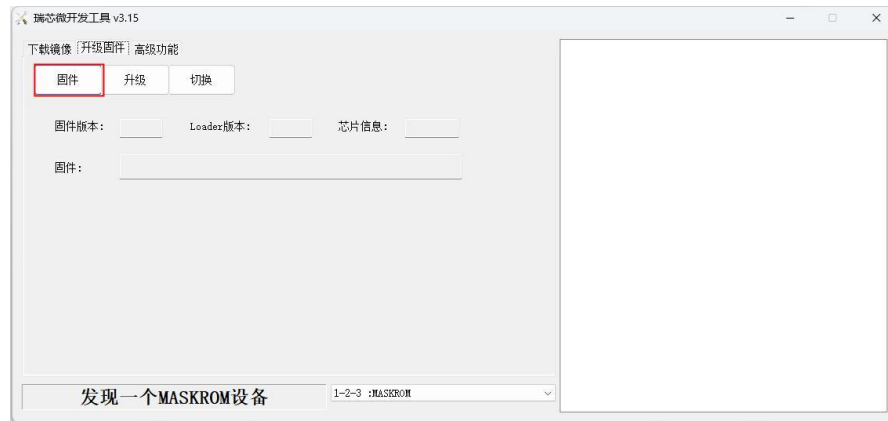 瑞芯微开发工具 v3.15
下载镜像 升级固件 高级功能
固件 升级 切换
固件版本: Loader版本: 芯片信息:
固件:
发现一个MASKROM设备 1-2-3 :MASKROM